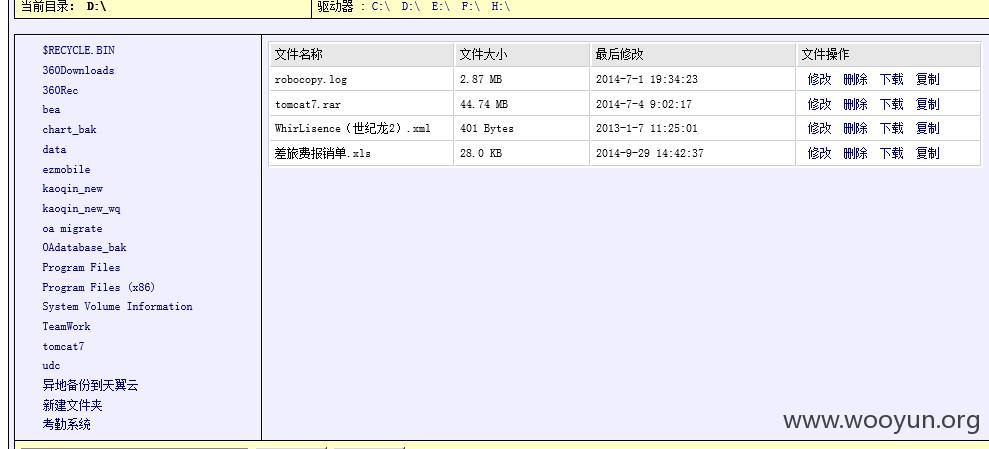 当前目录: D:\ 驱动器 : C:\ D:\ E:\ F:\ H:\
$RECYCLE.BIN
360Downloads
360Rec
bea
chart_bak
data
ezmobile
kaoqin_new
kaoqin_new_wq
oa migrate
OAdatabase_bak
Program Files
Program Files (x86)
System Volume Information
TeamWork
tomcat7
udc
异地备份到天翼云
新建文件夹
考勤系统
文件名称 文件大小 最后修改 文件操作
robocopy.log 2.87 MB 2014-7-1 19:34:23 修改 删除 下载 复制
tomcat7.rar 44.74 MB 2014-7-4 9:02:17 修改 删除 下载 复制
WhirLisence（世纪龙2）.xml 401 Bytes 2013-1-7 11:25:01 修改 删除 下载 复制
差旅费报销单.xls 28.0 KB 2014-9-29 14:42:37 修改 删除 下载 复制
www.wooyun.org